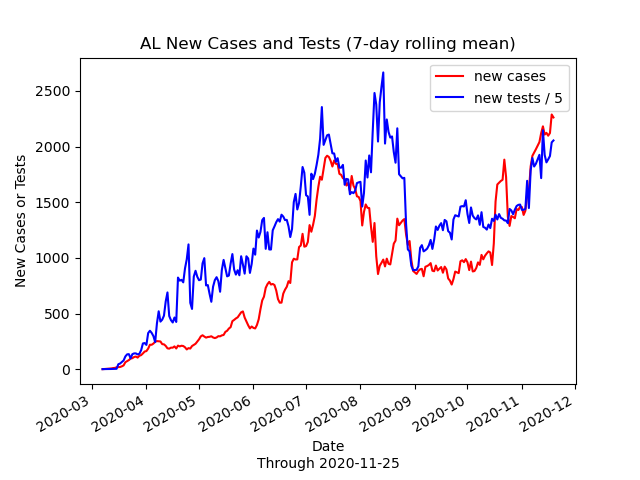 AL New Cases and Tests (7-day rolling mean)
new cases
new tests / 5
New Cases or Tests
2500
2000
1500
1000
500
0
2020-03
2020-04
2020-05
2020-06
2020-07
2020-08
2020-09
2020-10
2020-11
2020-12
Date
Through 2020-11-25